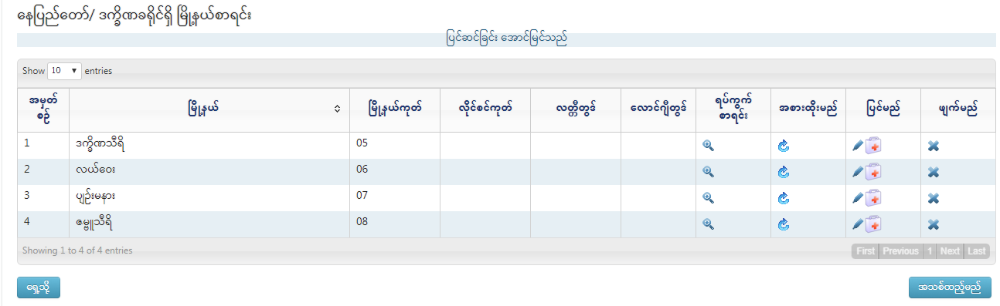 နေပြည်တော်/ ဒက္ခိဏခရိုင်ရှိ မြို့နယ်စာရင်း
ပြင်ဆင်ခြင်း အောင်မြင်သည်
Show 10 entries
အမှတ်စဉ် မြို့နယ် မြို့နယ်ကုတ် လိုင်စင်ကုတ် လတ္တီတွဒ် လောင်ဂျီတွဒ် ရပ်ကွက်စာရင်း အစားထိုးမည် ပြင်မည် ဖျက်မည်
1 ဒက္ခိဏသီရိ 05
2 လယ်ဝေး 06
3 ပျဉ်းမနား 07
4 ဇမ္ဗူသီရိ 08
Showing 1 to 4 of 4 entries First Previous 1 Next Last
ရှေ့သို့ အသစ်ထည့်မည်